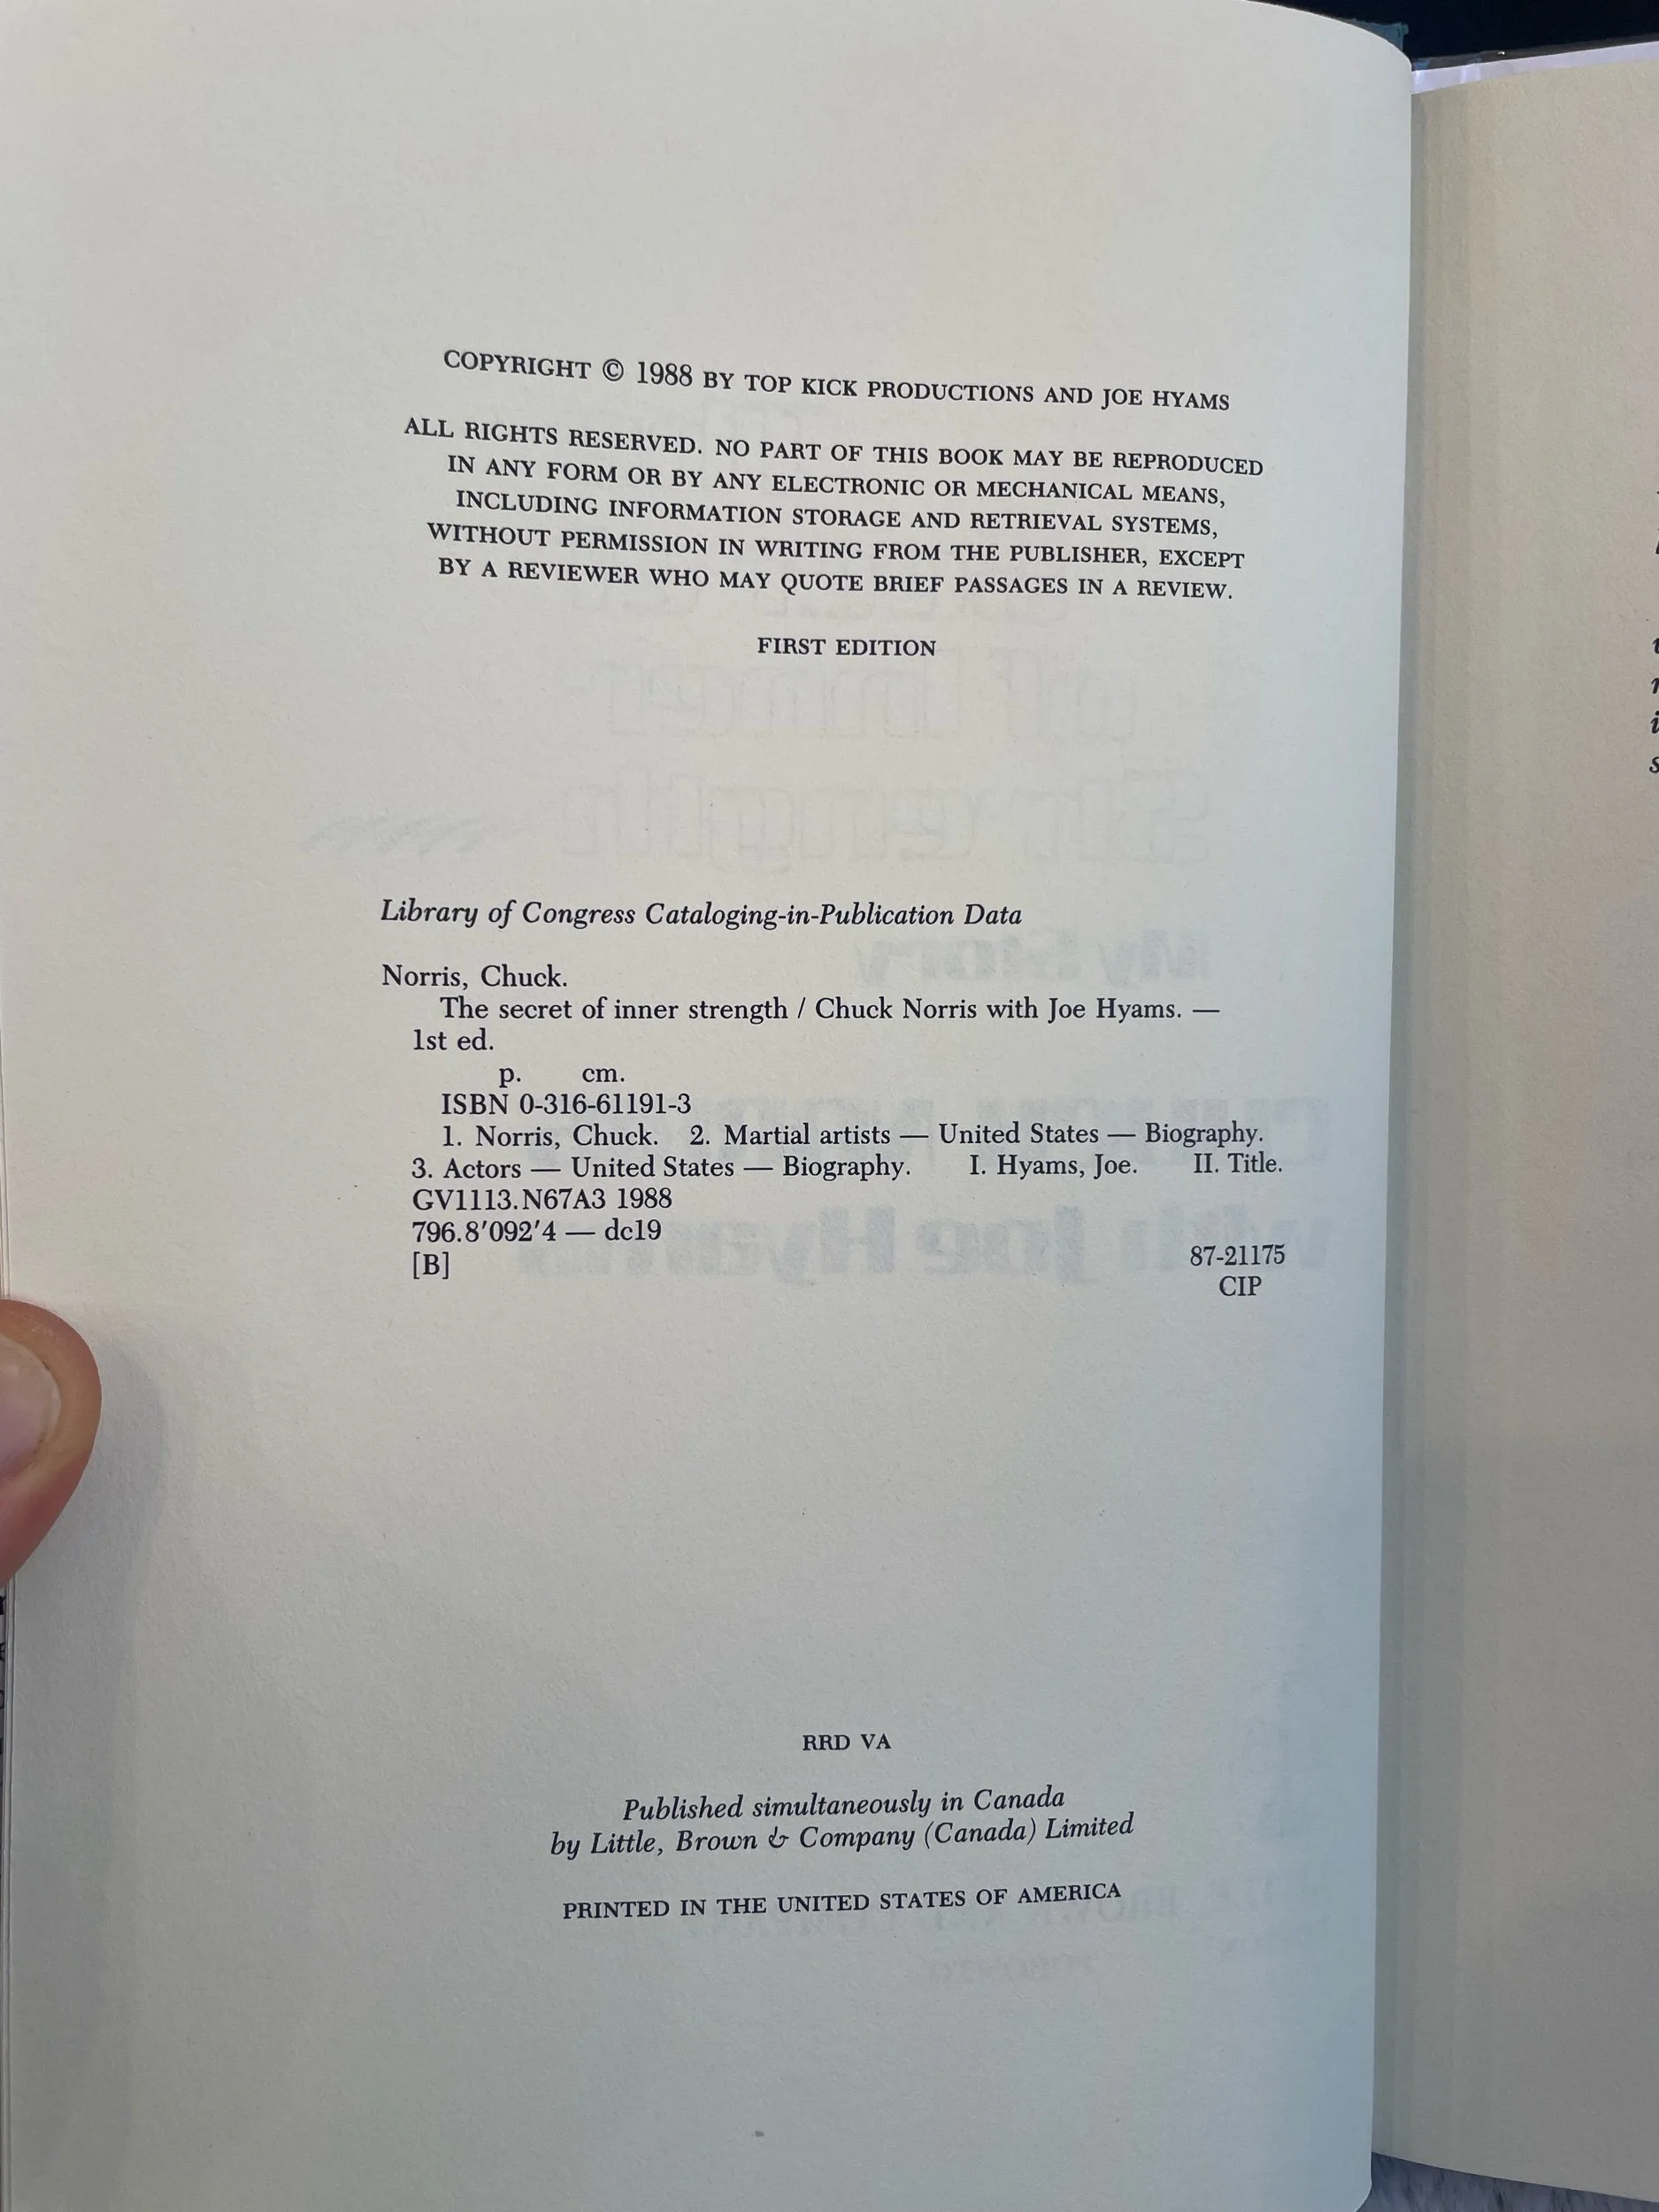 COPYRIGHT © 1988 BY TOP KICK PRODUCTIONS AND JOE HYAMS
ALL RIGHTS RESERVED. NO PART OF THIS BOOK MAY BE REPRODUCED
IN ANY FORM OR BY ANY ELECTRONIC OR MECHANICAL MEANS,
INCLUDING INFORMATION STORAGE AND RETRIEVAL SYSTEMS,
WITHOUT PERMISSION IN WRITING FROM THE PUBLISHER, EXCEPT
BY A REVIEWER WHO MAY QUOTE BRIEF PASSAGES IN A REVIEW.
FIRST EDITION
Library of Congress Cataloging-in-Publication Data
Norris, Chuck.
The secret of inner strength / Chuck Norris with Joe Hyams. —
1st ed.
p. cm.
ISBN 0-316-61191-3
1. Norris, Chuck. 2. Martial artists — United States — Biography.
3. Actors — United States — Biography. I. Hyams, Joe. II. Title.
GV1113.N67A3 1988
796.8′092′4 — dc19
[B] 87-21175
CIP
RRD VA
Published simultaneously in Canada
by Little, Brown & Company (Canada) Limited
PRINTED IN THE UNITED STATES OF AMERICA